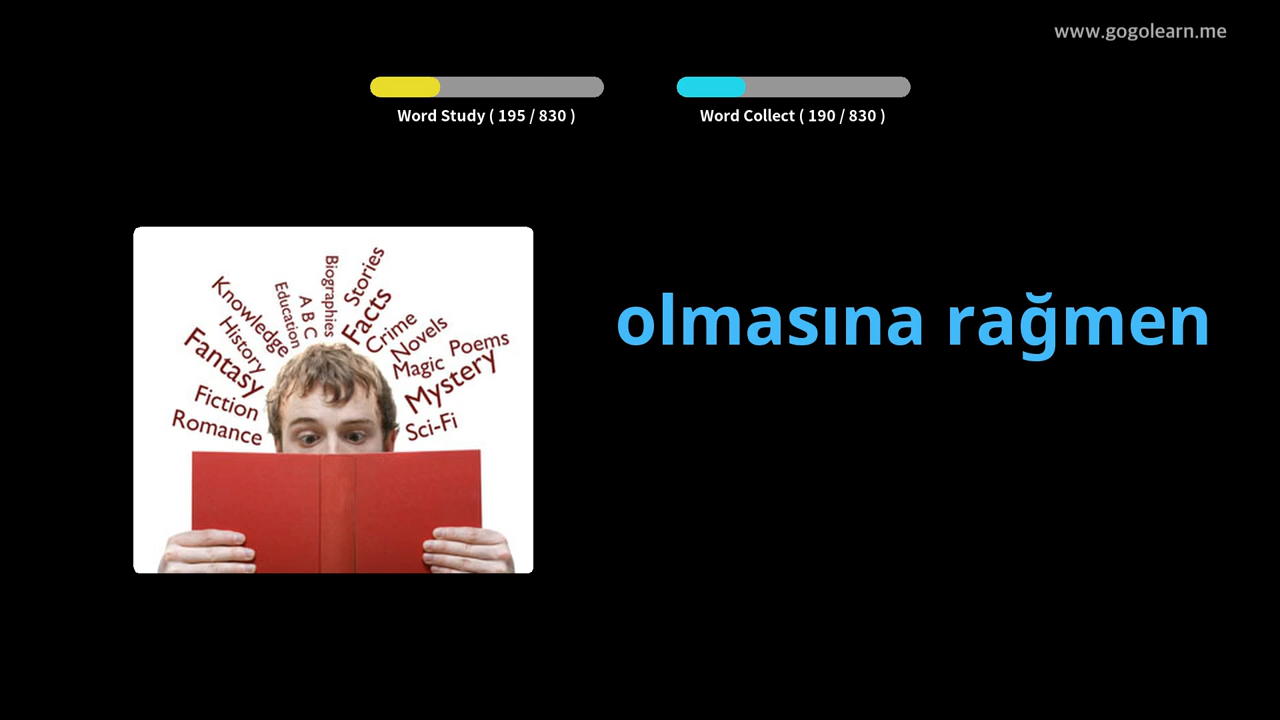 www.gogolearn.me
Word Study ( 195 / 830 )
Word Collect ( 190 / 830 )
olmasına rağmen
Knowledge
History
Fantasy
Fiction
Romance
Education
A B C
Biographies
Stories
Facts
Crime
Novels
Magic
Poems
Mystery
Sci-Fi